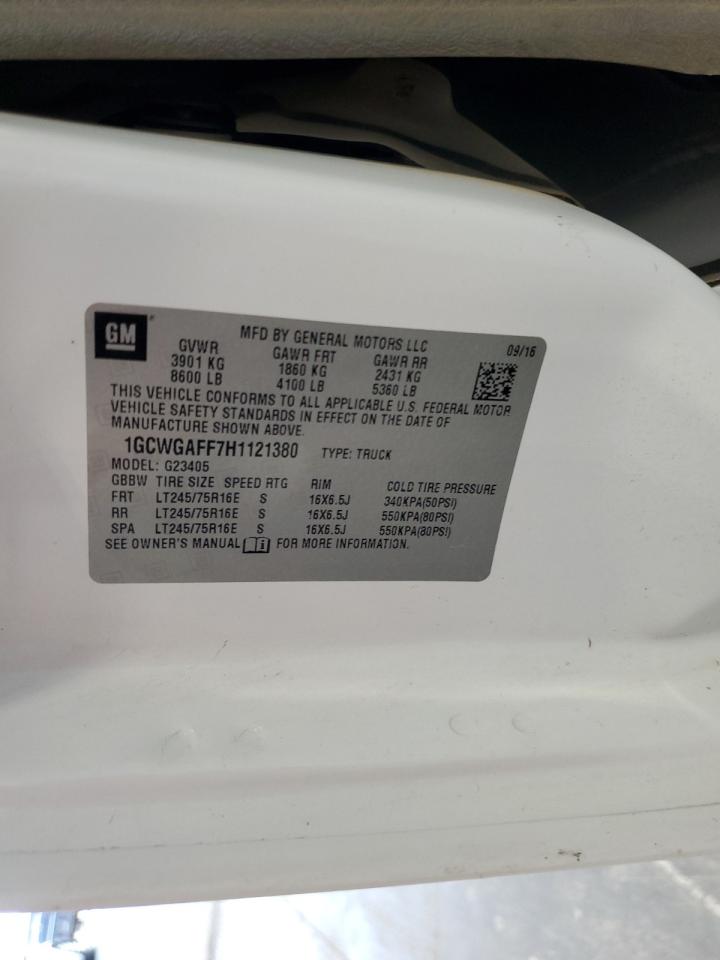 GM
MFD BY GENERAL MOTORS LLC 09/16
GVWR GAWR FRT GAWR RR
3901 KG 1860 KG 2431 KG
8600 LB 4100 LB 5360 LB
THIS VEHICLE CONFORMS TO ALL APPLICABLE U.S. FEDERAL MOTOR
VEHICLE SAFETY STANDARDS IN EFFECT ON THE DATE OF
MANUFACTURE SHOWN ABOVE.
1GCWGAFF7H1121380 TYPE: TRUCK
MODEL: G23405
GBBW TIRE SIZE SPEED RTG RIM COLD TIRE PRESSURE
FRT LT245/75R16E S 16X6.5J 340KPA(50PSI)
RR LT245/75R16E S 16X6.5J 550KPA(80PSI)
SPA LT245/75R16E S 16X6.5J 550KPA(80PSI)
SEE OWNER'S MANUAL FOR MORE INFORMATION.